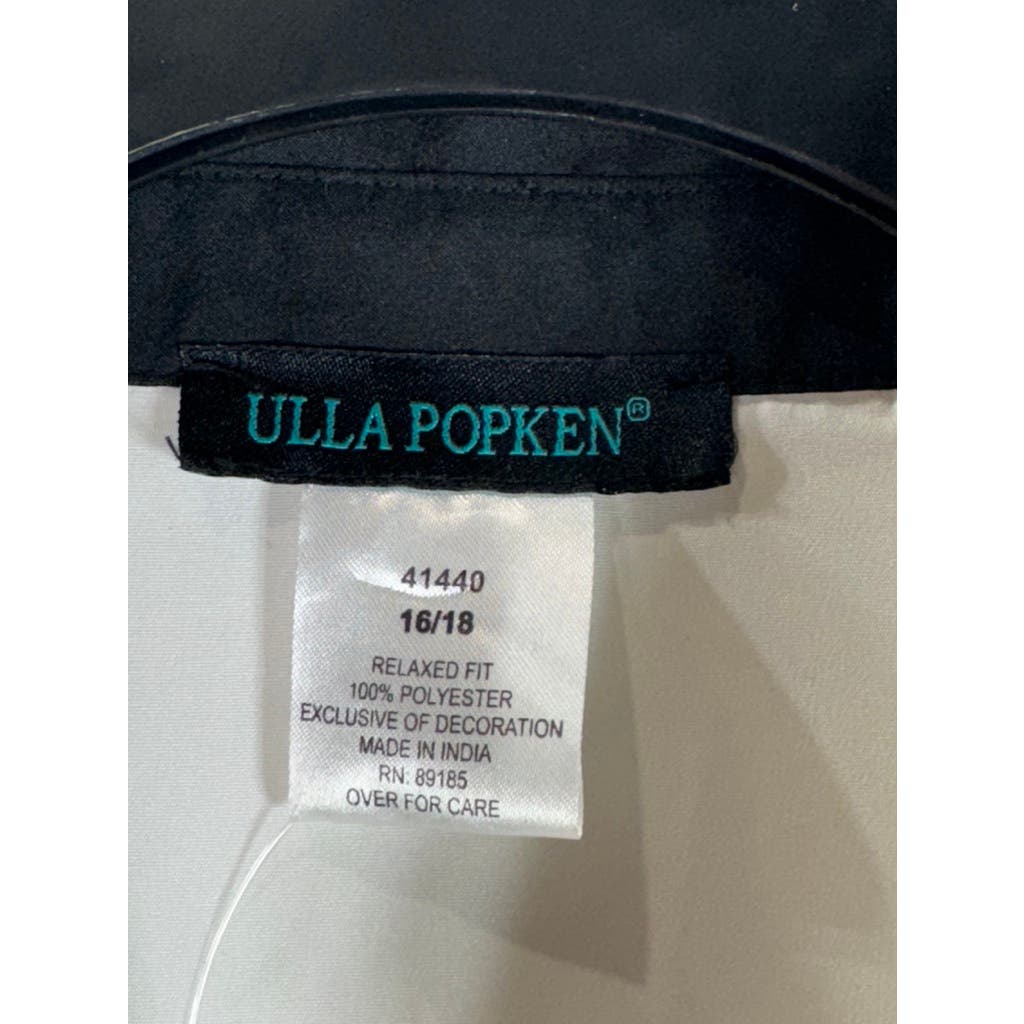 ULLA POPKEN®
41440
16/18
RELAXED FIT
100% POLYESTER
EXCLUSIVE OF DECORATION
MADE IN INDIA
RN: 89185
OVER FOR CARE